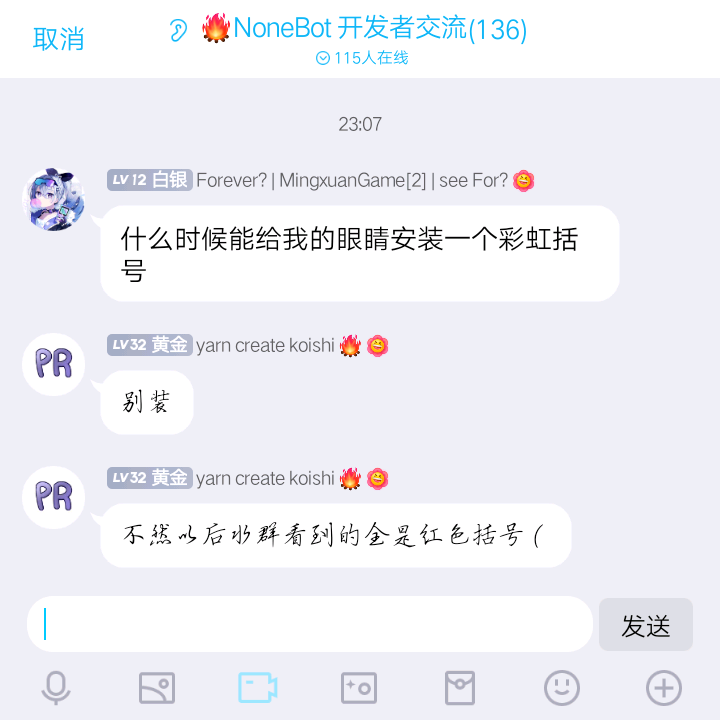 取消
🔥NoneBot 开发者交流(136)
115人在线
23:07
LV12 白银 Forever? | MingxuanGame[2] | see For?
什么时候能给我的眼睛安装一个彩虹括
号
LV32 黄金 yarn create koishi 🔥
PR
别装
LV32 黄金 yarn create koishi 🔥
PR
不然以后水群看到的全是红色括号 (
发送